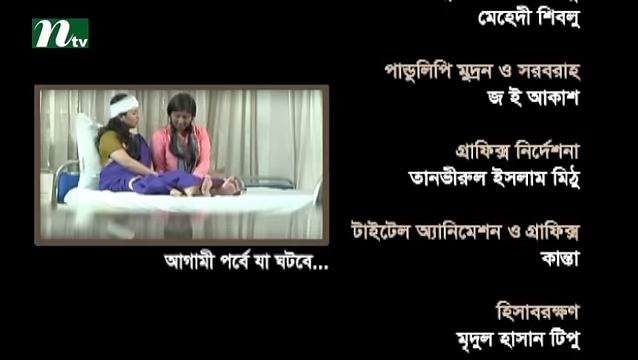 ntv
মেহেদী শিবলু
পান্ডুলিপি মুদ্রন ও সরবরাহ
জ ই আকাশ
গ্রাফিক্স নির্দেশনা
তানভীরুল ইসলাম মিঠু
টাইটেল অ্যানিমেশন ও গ্রাফিক্স
কান্তা
আগামী পর্বে যা ঘটবে...
হিসাবরক্ষণ
মৃদুল হাসান টিপু